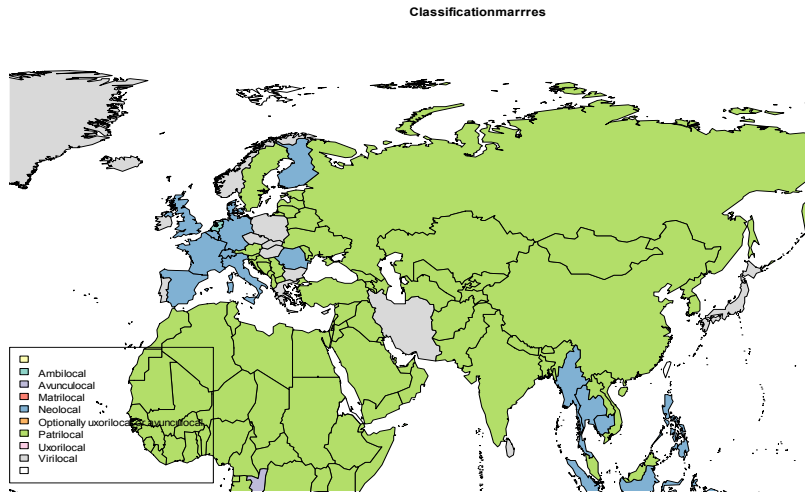 Classificationmarrres
Ambilocal
Avunculocal
Matrilocal
Neolocal
Optionally uxorilocal or avunculocal
Patrilocal
Uxorilocal
Virilocal